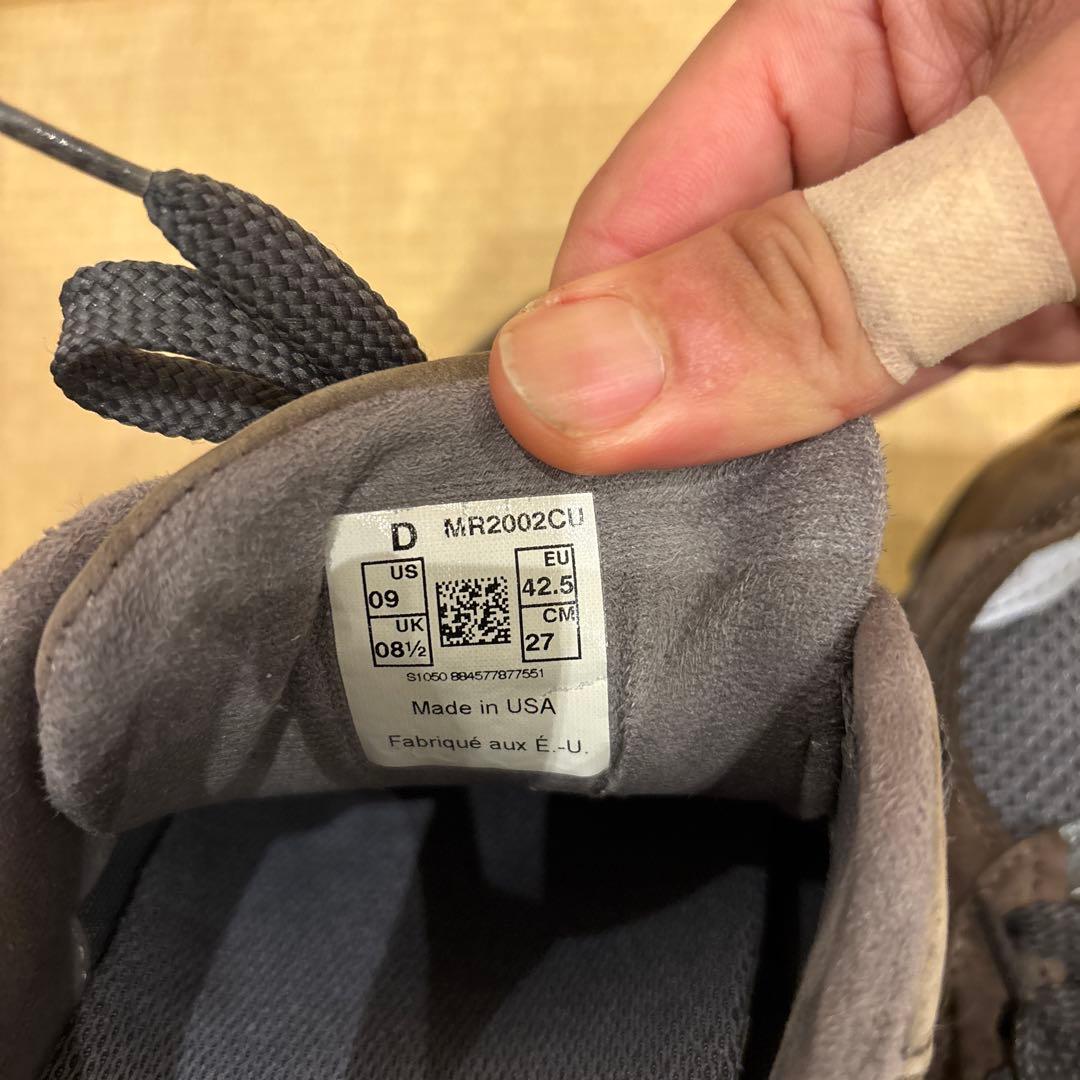 D MR2002CU
US
09
EU
42.5
UK
08½
CM
27
S1050 884577877551
Made in USA
Fabriqué aux É.-U.